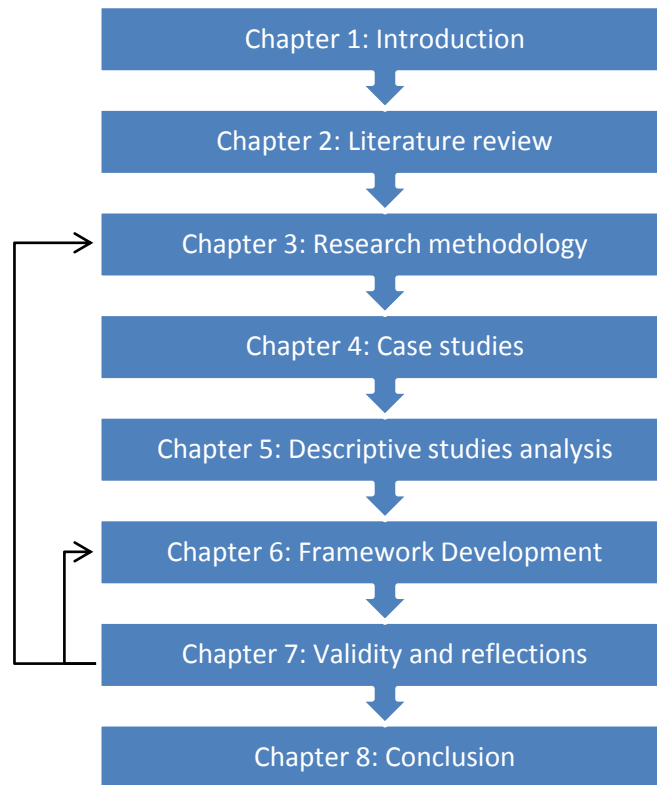 Chapter 1: Introduction
Chapter 2: Literature review
Chapter 3: Research methodology
Chapter 4: Case studies
Chapter 5: Descriptive studies analysis
Chapter 6: Framework Development
Chapter 7: Validity and reflections
Chapter 8: Conclusion